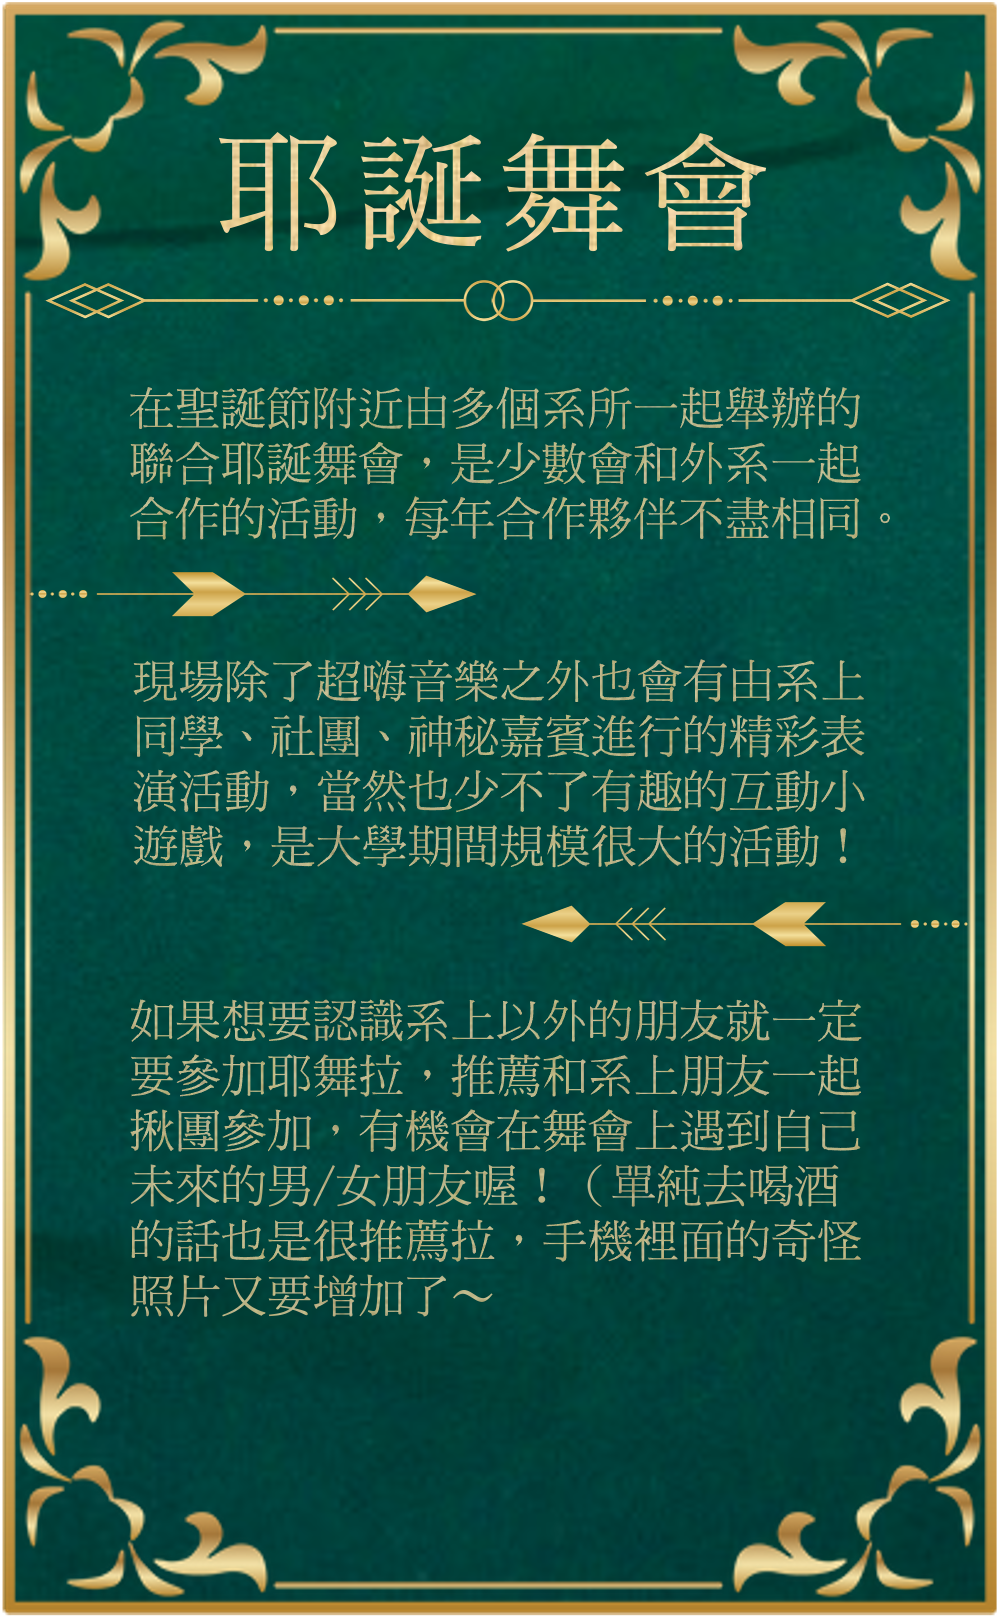 耶誕舞會
在聖誕節附近由多個系所一起舉辦的
聯合耶誕舞會，是少數會和外系一起
合作的活動，每年合作夥伴不盡相同。
現場除了超嗨音樂之外也會有由系上
同學、社團、神秘嘉賓進行的精彩表
演活動，當然也少不了有趣的互動小
遊戲，是大學期間規模很大的活動！
如果想要認識系上以外的朋友就一定
要參加耶舞拉，推薦和系上朋友一起
揪團參加，有機會在舞會上遇到自己
未來的男/女朋友喔！（單純去喝酒
的話也是很推薦拉，手機裡面的奇怪
照片又要增加了～